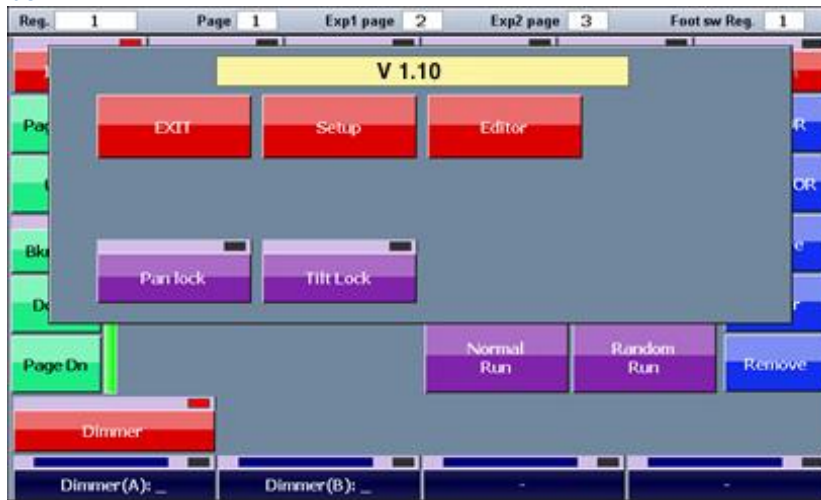 Reg. 1 Page 1 Exp1 page 2 Exp2 page 3 Foot sw Reg. 1
V 1.10
EXIT Setup Editor
Pan lock Tilt Lock
Page Dn
Normal Run
Random Run
Remove
Dimmer
Dimmer(A): _ Dimmer(B): _ - -